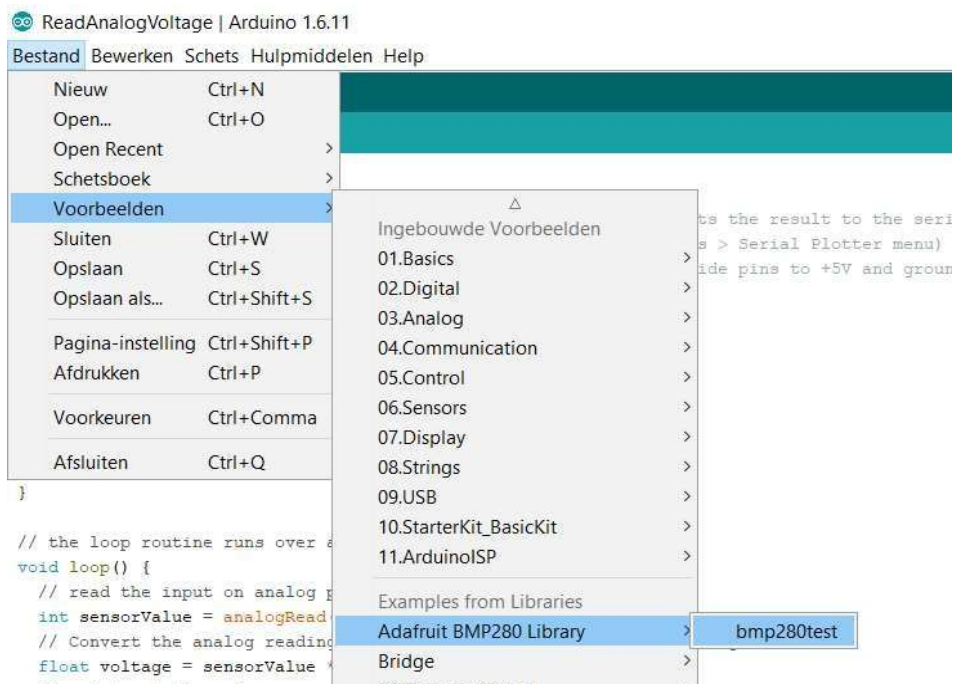 ReadAnalogVoltage | Arduino 1.6.11
Bestand Bewerken Schets Hulpmiddelen Help
Nieuw Ctrl+N
Open... Ctrl+O
Open Recent
Schetsboek
Voorbeelden
Sluiten Ctrl+W
Opslaan Ctrl+S
Opslaan als... Ctrl+Shift+S
Pagina-instelling Ctrl+Shift+P
Afdrukken Ctrl+P
Voorkeuren Ctrl+Comma
Afsluiten Ctrl+Q
△
Ingebouwde Voorbeelden
01.Basics
02.Digital
03.Analog
04.Communication
05.Control
06.Sensors
07.Display
08.Strings
09.USB
10.StarterKit_BasicKit
11.ArduinoISP
Examples from Libraries
Adafruit BMP280 Library
Bridge
bmp280test
ts the result to the seri
s > Serial Plotter menu)
ide pins to +5V and groun
}
// the loop routine runs over
void loop() {
// read the input on analog
int sensorValue = analogRead
// Convert the analog reading
float voltage = sensorValue *